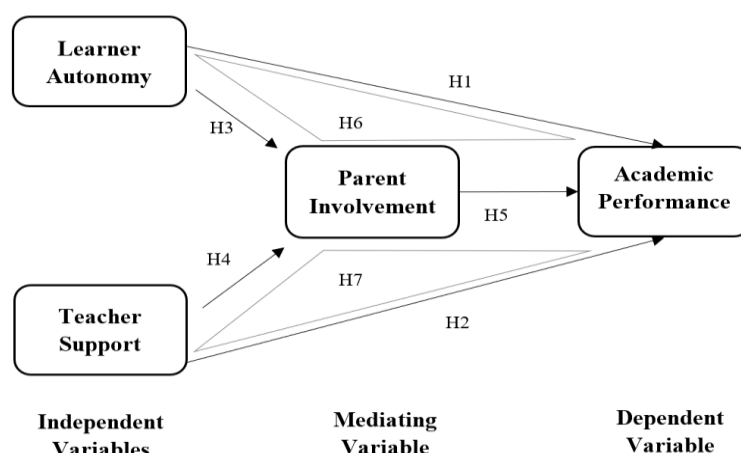 Learner
Autonomy
H1
H3
H6
Parent
Involvement
Academic
Performance
H5
H4
H7
Teacher
Support
H2
Independent
Variables
Mediating
Variable
Dependent
Variable